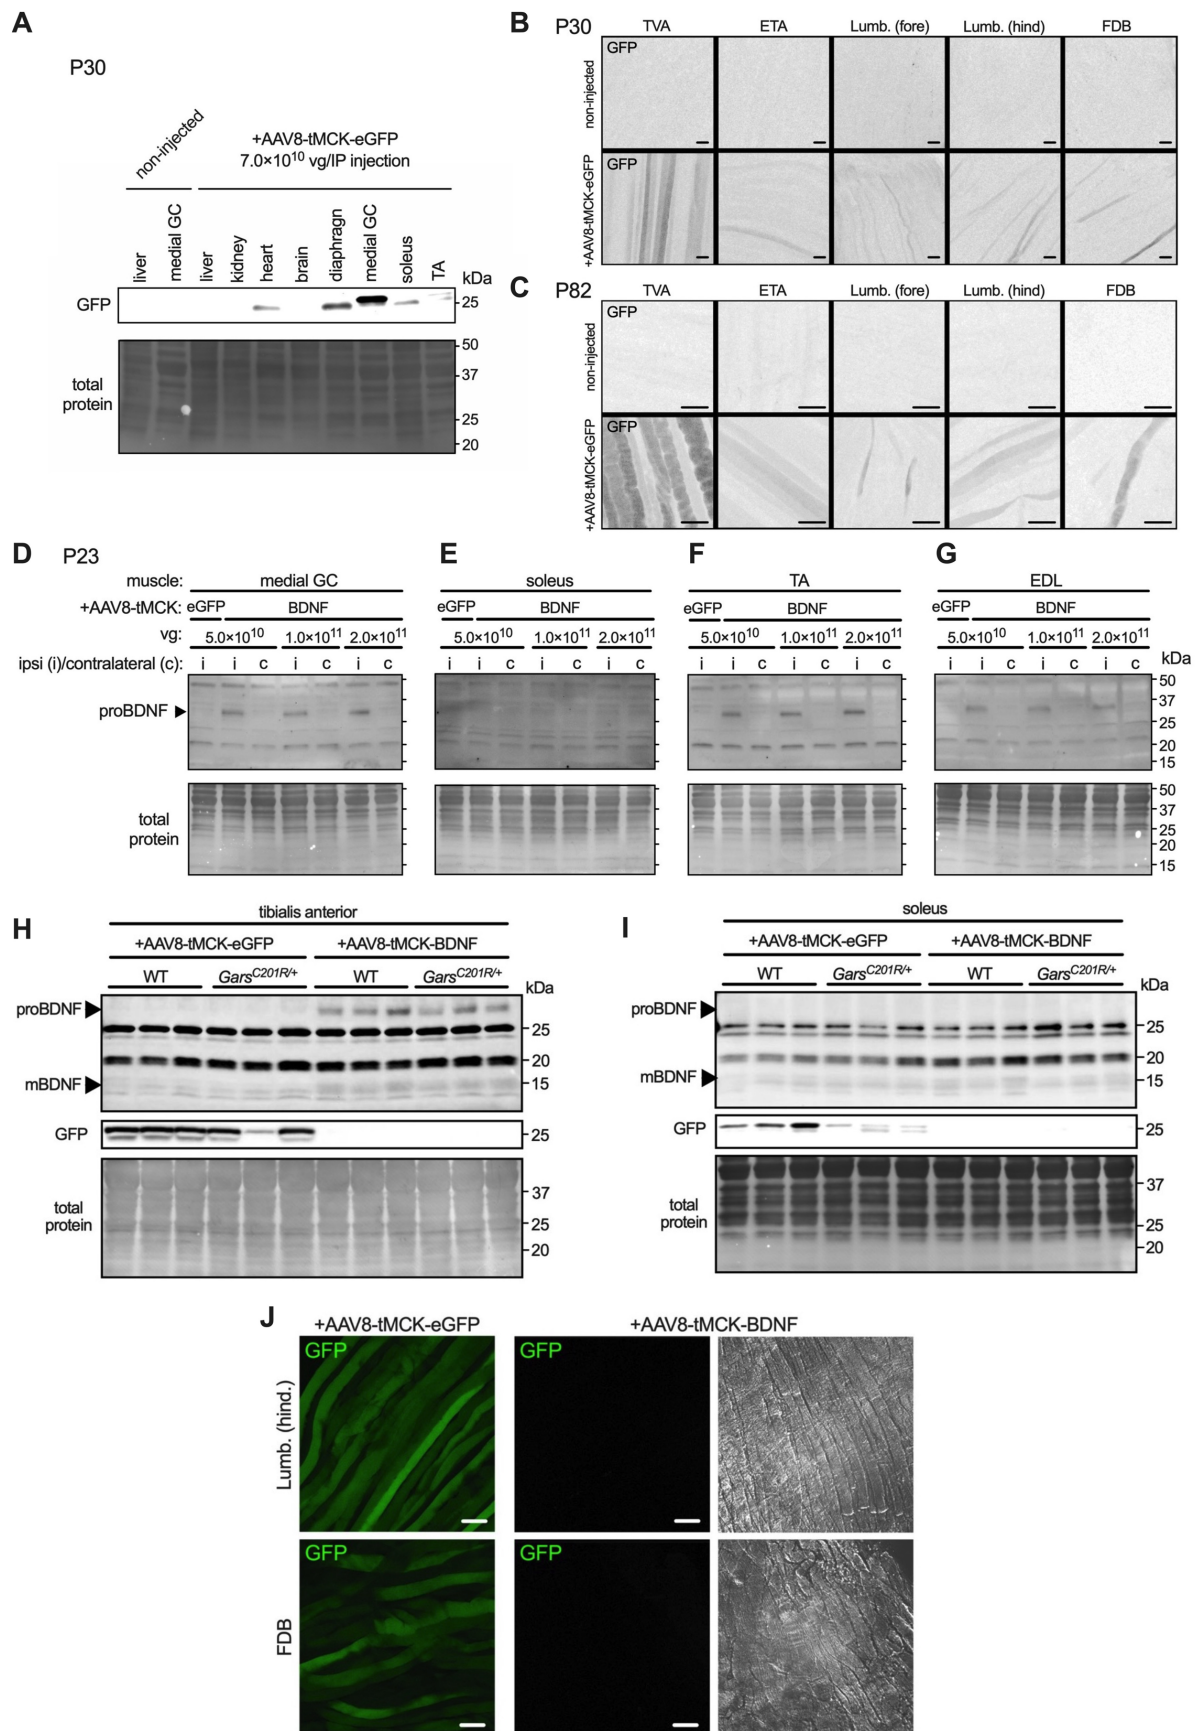 A
P30
non-injected
+AAV8-tMCK-eGFP
7.0×10¹⁰ vg/IP injection
liver
medial GC
liver
kidney
heart
brain
diaphragn
medial GC
soleus
TA
kDa
GFP
25
total
protein
50
37
25
20
B P30
TVA ETA Lumb. (fore) Lumb. (hind) FDB
non-injected
GFP
+AAV8-tMCK-eGFP
GFP
C P82
TVA ETA Lumb. (fore) Lumb. (hind) FDB
non-injected
GFP
+AAV8-tMCK-eGFP
GFP
D P23
muscle: medial GC
+AAV8-tMCK: eGFP BDNF
vg: 5.0×10¹⁰ 1.0×10¹¹ 2.0×10¹¹
ipsi (i)/contralateral (c): i i c i c i c
proBDNF
total
protein
E
soleus
eGFP BDNF
5.0×10¹⁰ 1.0×10¹¹ 2.0×10¹¹
i i c i c i c
F
TA
eGFP BDNF
5.0×10¹⁰ 1.0×10¹¹ 2.0×10¹¹
i i c i c i c
G
EDL
eGFP BDNF
5.0×10¹⁰ 1.0×10¹¹ 2.0×10¹¹
i i c i c i c
kDa
50
37
25
20
15
50
37
25
20
15
H
tibialis anterior
+AAV8-tMCK-eGFP +AAV8-tMCK-BDNF
WT Gars^C201R/+ WT Gars^C201R/+
kDa
proBDNF
25
20
mBDNF
15
GFP
25
total
protein
37
25
20
I
soleus
+AAV8-tMCK-eGFP +AAV8-tMCK-BDNF
WT Gars^C201R/+ WT Gars^C201R/+
kDa
proBDNF
25
20
mBDNF
15
GFP
25
total
protein
37
25
20
J
+AAV8-tMCK-eGFP +AAV8-tMCK-BDNF
Lumb. (hind.)
GFP GFP
FDB
GFP GFP